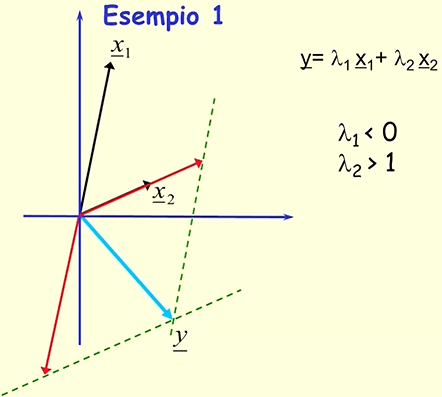 Esempio 1
x₁
y= λ₁ x₁+ λ₂ x₂
λ₁ < 0
λ₂ > 1
x₂
y